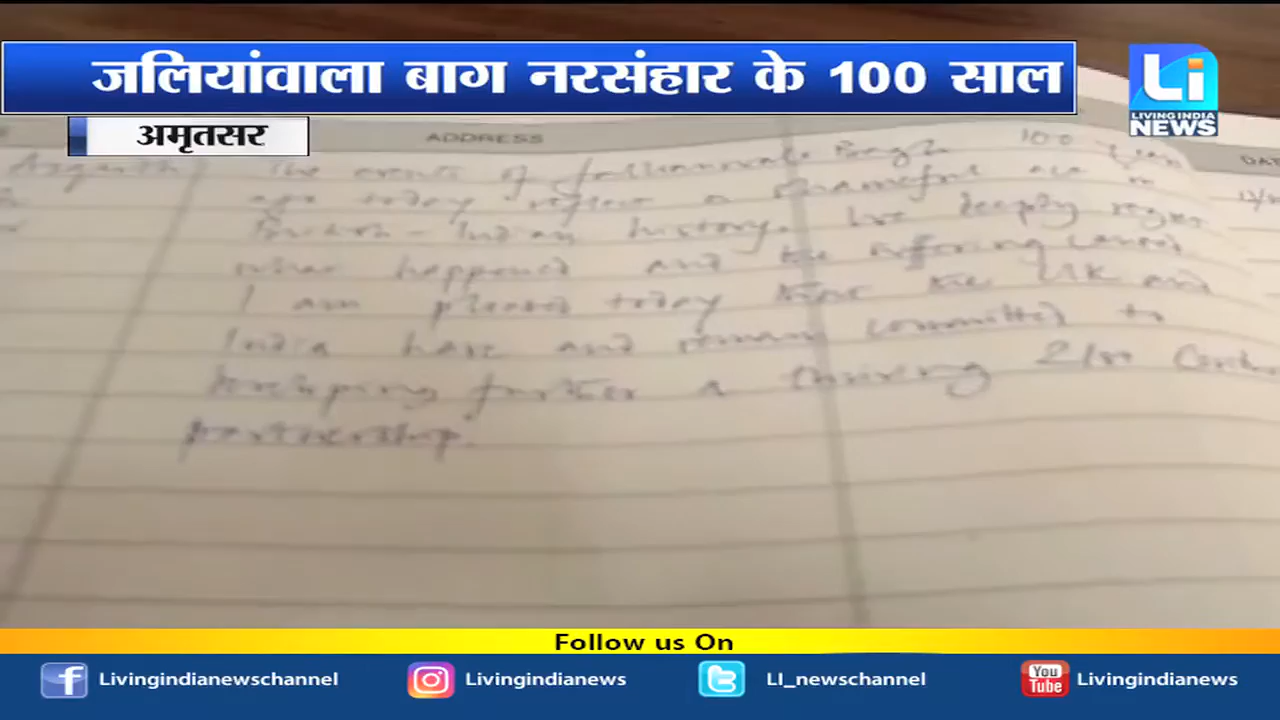 जलियांवाला बाग नरसंहार के 100 साल
Li
LIVING INDIA
NEWS
अमृतसर
ADDRESS
The events of Jallianwala Bagh 100 years
ago today reflect a shameful act in
British-Indian history. We deeply regret
what happened and the suffering caused.
I am pleased today that the UK and
India have and remain committed to
developing further a thriving 21st Century
partnership.
Follow us On
Livingindianewschannel
Livingindianews
LI_newschannel
You Tube
Livingindianews